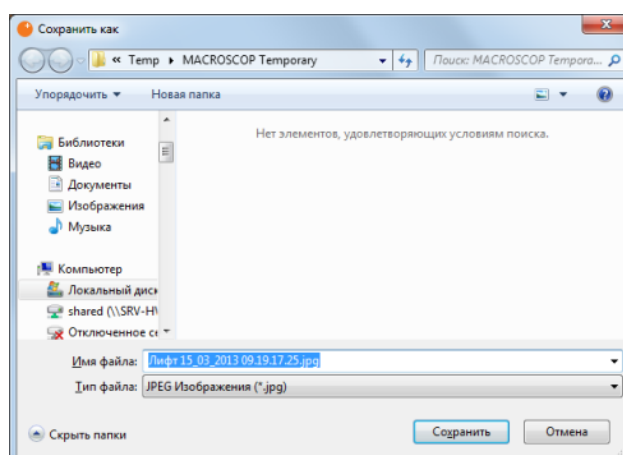 Сохранить как
« Temp ▸ MACROSCOP Temporary
Поиск: MACROSCOP Tempora...
Упорядочить ▾ Новая папка
Нет элементов, удовлетворяющих условиям поиска.
Библиотеки
Видео
Документы
Изображения
Музыка
Компьютер
Локальный диск
shared (\\SRV-H
Отключенное се
Имя файла: Лифт 15_03_2013 09.19.17.25.jpg
Тип файла: JPEG Изображения (*.jpg)
Скрыть папки
Сохранить Отмена